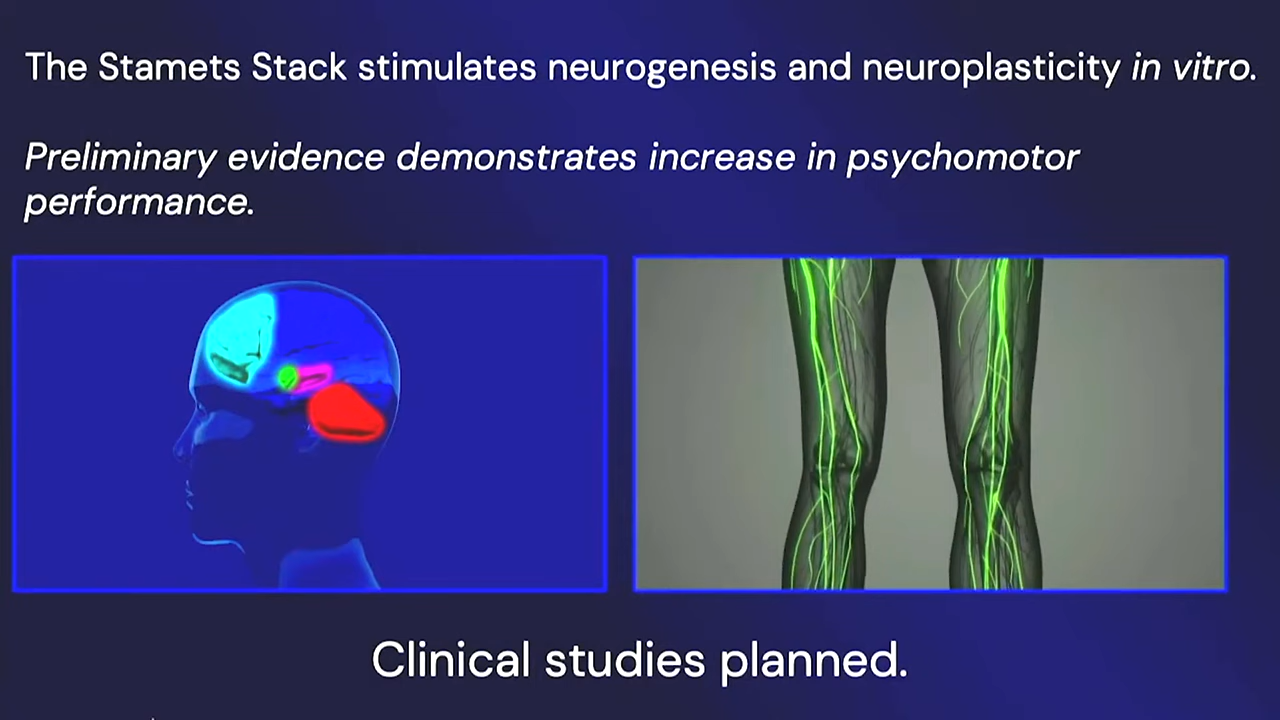 The Stamets Stack stimulates neurogenesis and neuroplasticity in vitro.
Preliminary evidence demonstrates increase in psychomotor
performance.
Clinical studies planned.